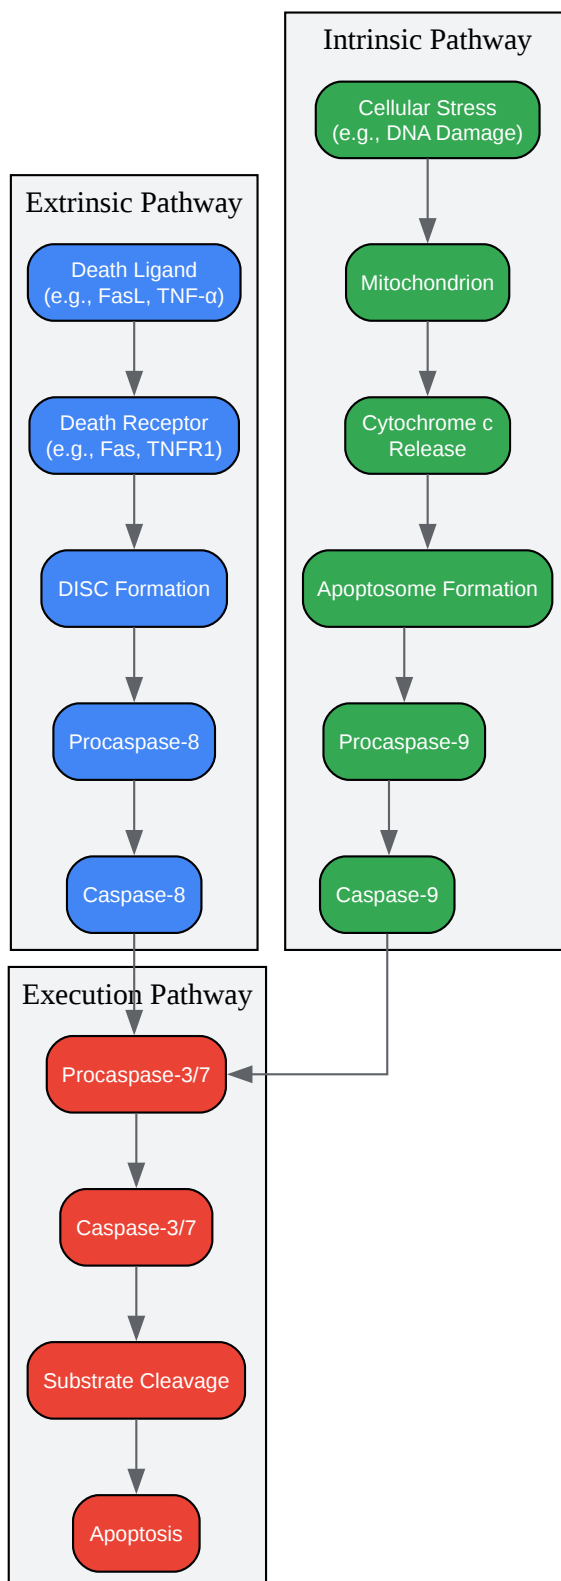 Intrinsic Pathway
Cellular Stress
(e.g., DNA Damage)
Mitochondrion
Cytochrome c
Release
Apoptosome Formation
Procaspase-9
Caspase-9
Extrinsic Pathway
Death Ligand
(e.g., FasL, TNF-α)
Death Receptor
(e.g., Fas, TNFR1)
DISC Formation
Procaspase-8
Caspase-8
Execution Pathway
Procaspase-3/7
Caspase-3/7
Substrate Cleavage
Apoptosis